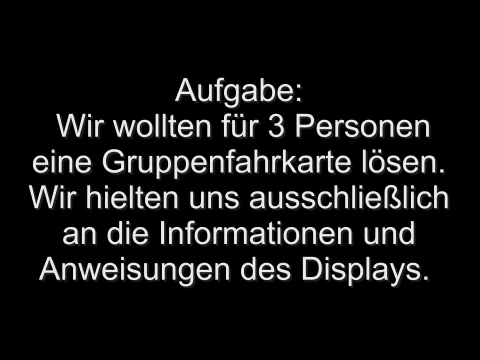 Aufgabe:
Wir wollten für 3 Personen
eine Gruppenfahrkarte lösen.
Wir hielten uns ausschließlich
an die Informationen und
Anweisungen des Displays.